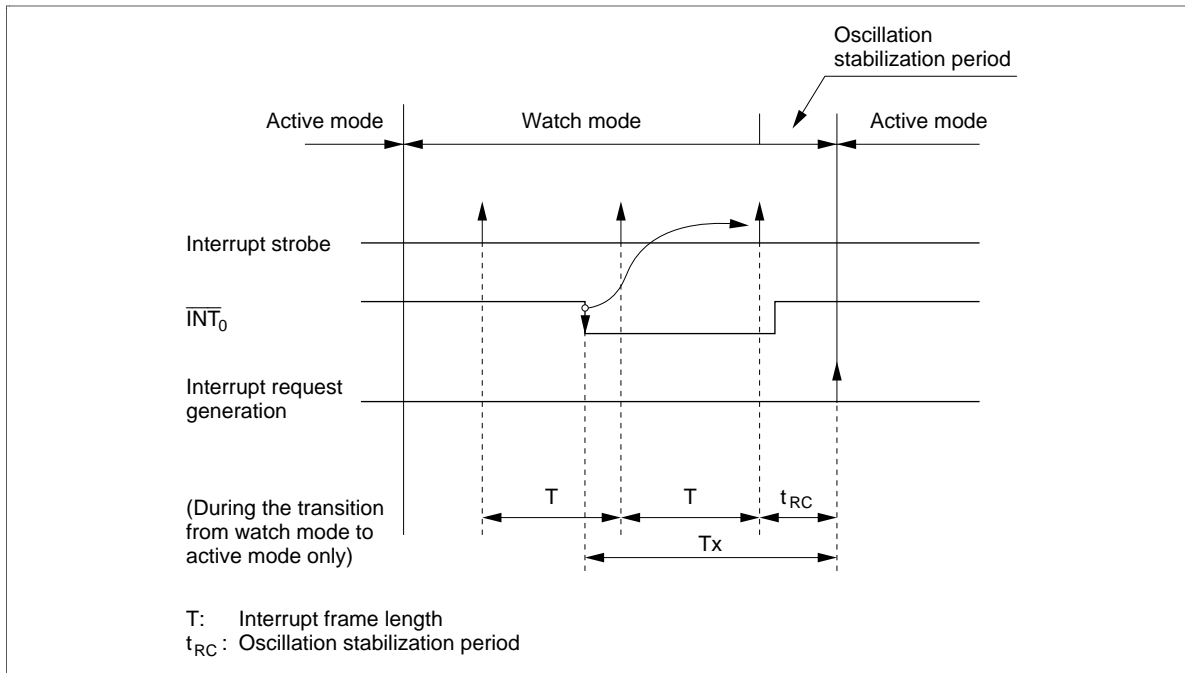 Oscillation
stabilization period
Active mode
Watch mode
Active mode
Interrupt strobe
INT0
Interrupt request
generation
(During the transition
from watch mode to
active mode only)
T
T
tRC
Tx
T: Interrupt frame length
tRC : Oscillation stabilization period